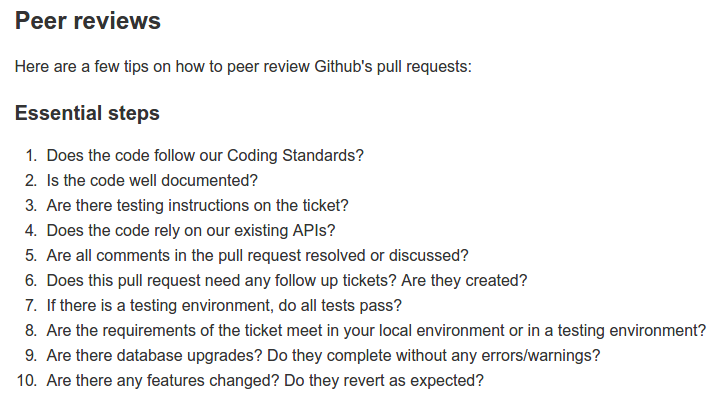 Peer reviews
Here are a few tips on how to peer review Github's pull requests:
Essential steps
1. Does the code follow our Coding Standards?
2. Is the code well documented?
3. Are there testing instructions on the ticket?
4. Does the code rely on our existing APIs?
5. Are all comments in the pull request resolved or discussed?
6. Does this pull request need any follow up tickets? Are they created?
7. If there is a testing environment, do all tests pass?
8. Are the requirements of the ticket meet in your local environment or in a testing environment?
9. Are there database upgrades? Do they complete without any errors/warnings?
10. Are there any features changed? Do they revert as expected?